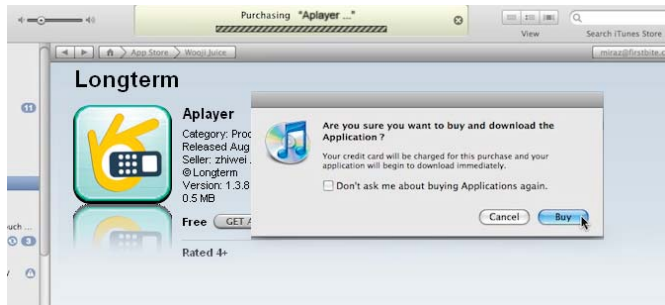 Purchasing "Aplayer ..."
View
Search iTunes Store
App Store
Wooji Juice
miraz@firstbite.c
Longterm
11
Aplayer
Category: Proc
Released Aug
Seller: zhiwei
© Longterm
Version: 1.3.8
0.5 MB
Free GET A
Rated 4+
Are you sure you want to buy and download the
Application?
Your credit card will be charged for this purchase and your
application will begin to download immediately.
Don't ask me about buying Applications again.
Cancel Buy
uch ...
3